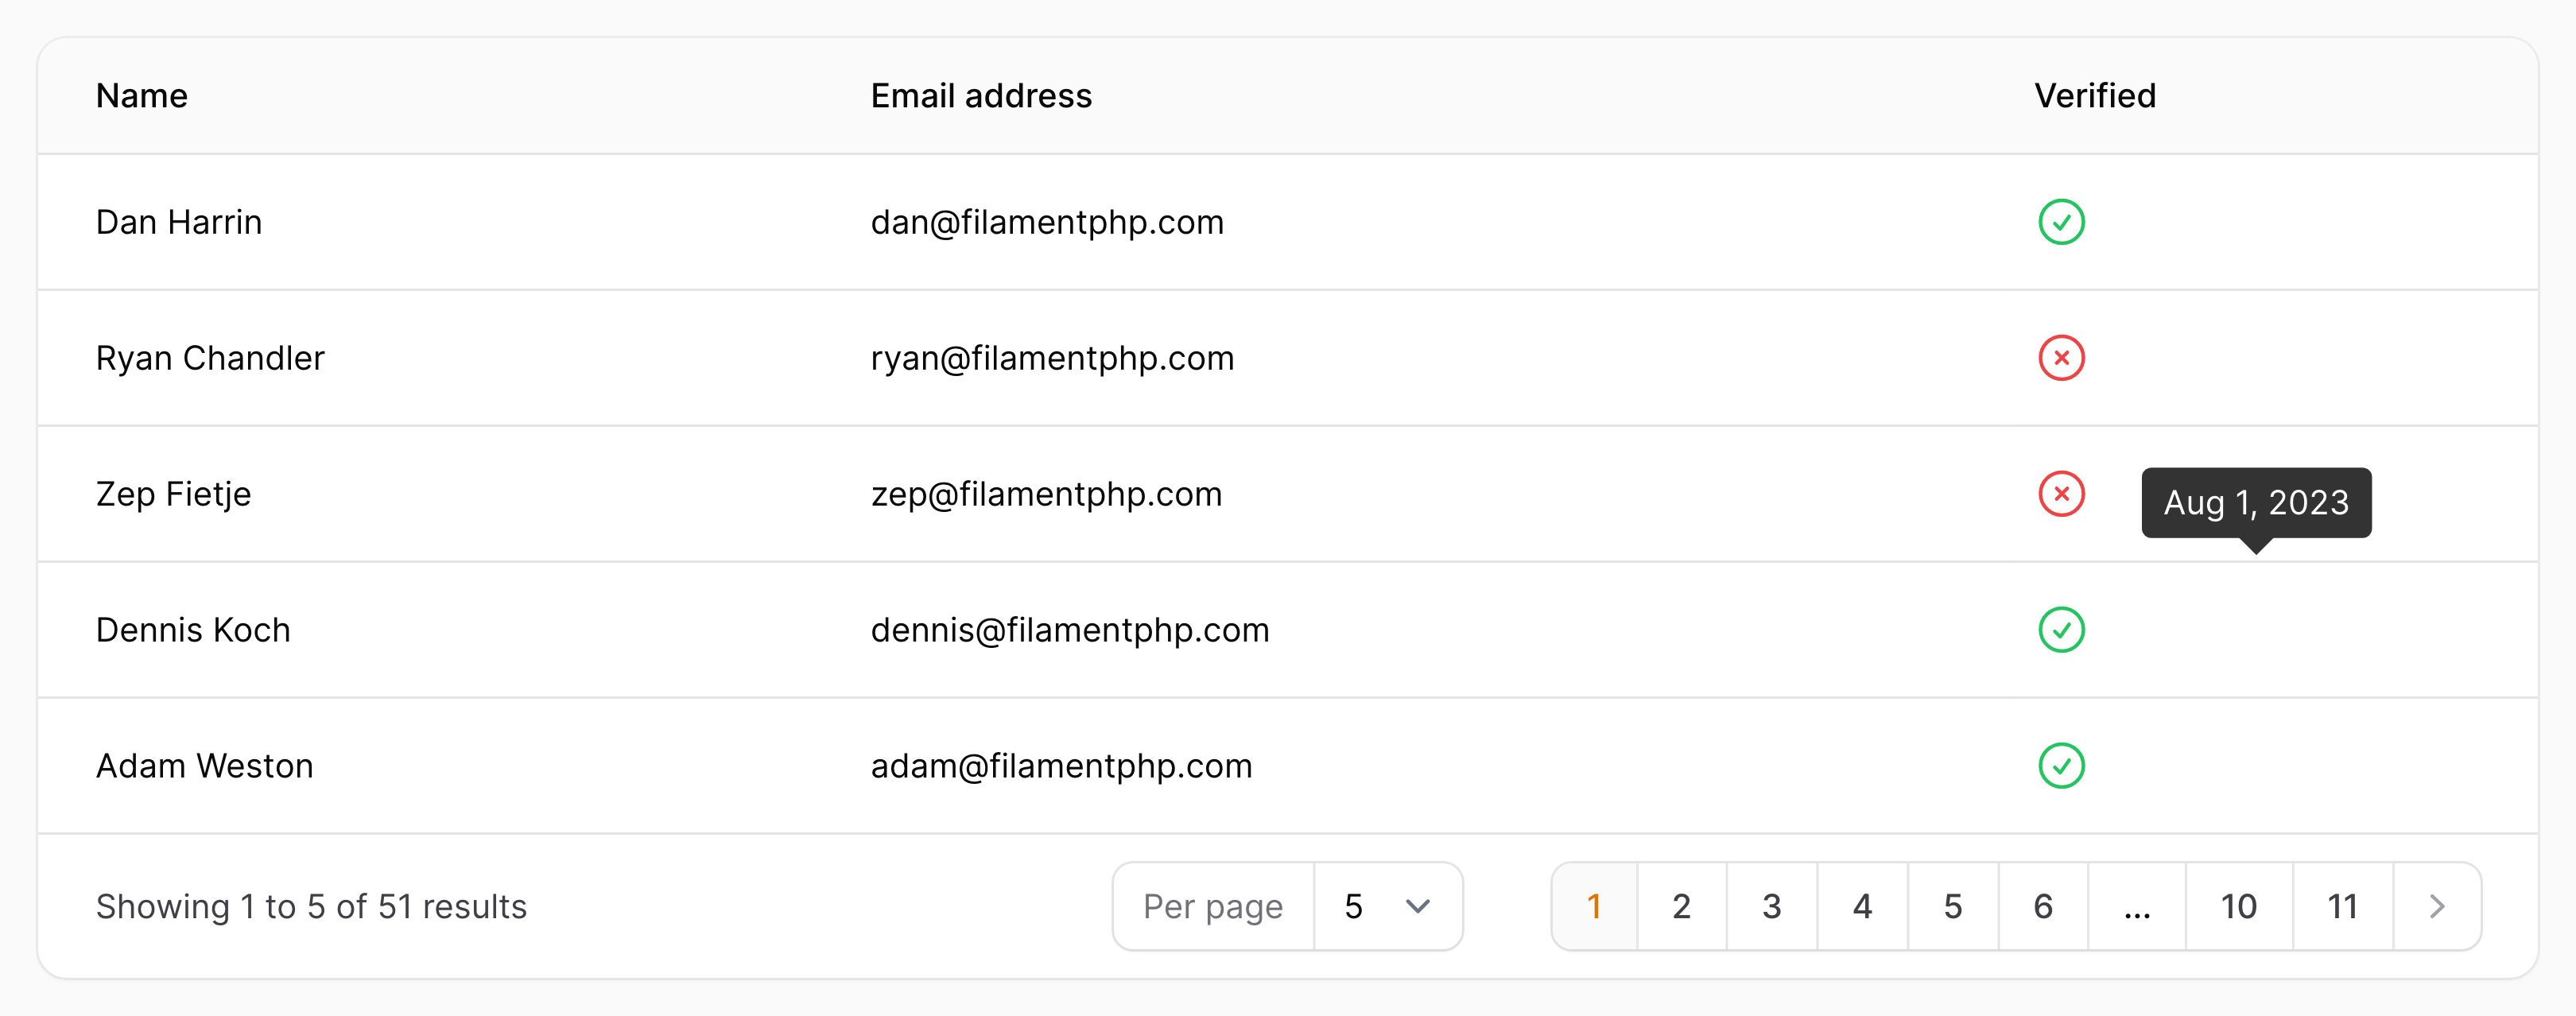 Name Email address Verified
Dan Harrin dan@filamentphp.com
Ryan Chandler ryan@filamentphp.com
Zep Fietje zep@filamentphp.com
Aug 1, 2023
Dennis Koch dennis@filamentphp.com
Adam Weston adam@filamentphp.com
Showing 1 to 5 of 51 results Per page 5 1 2 3 4 5 6 ... 10 11